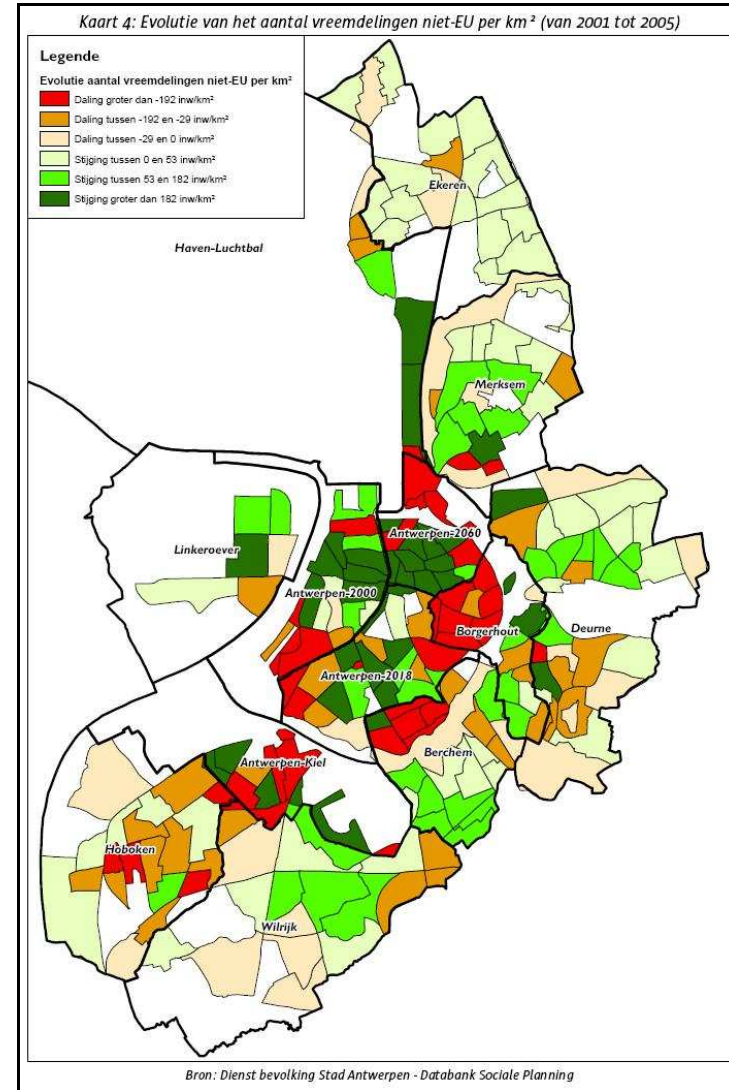 Kaart 4: Evolutie van het aantal vreemdelingen niet-EU per km² (van 2001 tot 2005)
Legende
Evolutie aantal vreemdelingen niet-EU per km²
Daling groter dan -192 inw/km²
Daling tussen -192 en -29 inw/km²
Daling tussen -29 en 0 inw/km²
Stijging tussen 0 en 53 inw/km²
Stijging tussen 53 en 182 inw/km²
Stijging groter dan 182 inw/km²
Ekeren
Haven-Luchtbal
Merksem
Antwerpen-2060
Linkeroever
Antwerpen-2000
Borgerhout
Deurne
Antwerpen-2018
Berchem
Antwerpen-Kiel
Hoboken
Wilrijk
Bron: Dienst bevolking Stad Antwerpen - Databank Sociale Planning